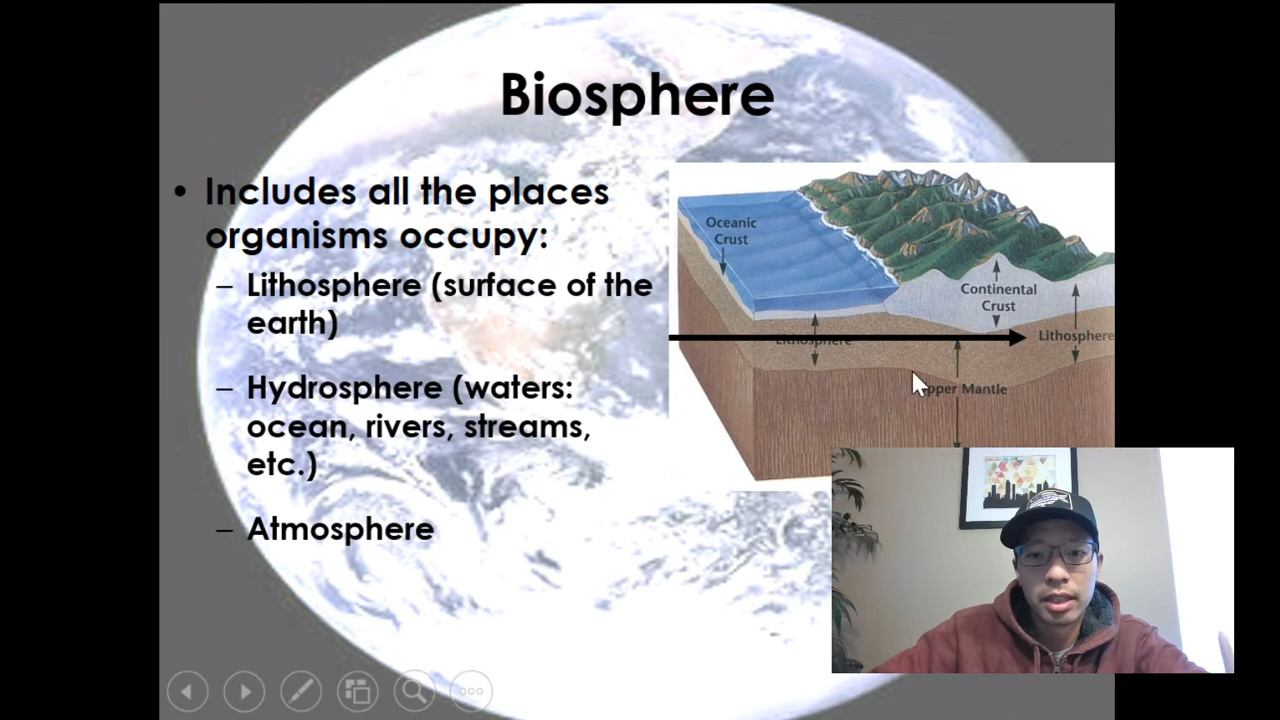 Biosphere
• Includes all the places
organisms occupy:
– Lithosphere (surface of the
earth)
– Hydrosphere (waters:
ocean, rivers, streams,
etc.)
– Atmosphere
Oceanic
Crust
Continental
Crust
Lithosphere
Lithosphere
Mantle